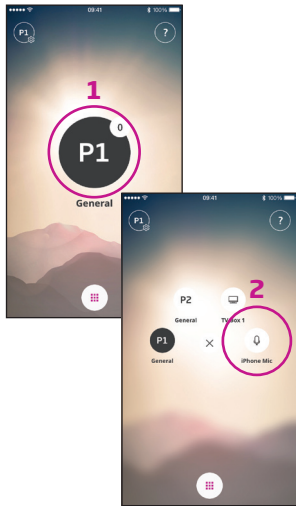 09:41
100%
P1
?
1
0
P1
General
09:41
100%
P1
?
2
P2
General
TV Box 1
P1
General
iPhone Mic